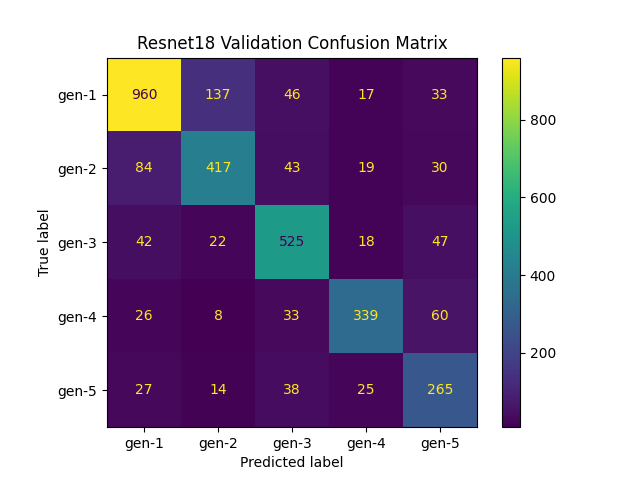 Resnet18 Validation Confusion Matrix
True label
gen-1 960 137 46 17 33
gen-2 84 417 43 19 30
gen-3 42 22 525 18 47
gen-4 26 8 33 339 60
gen-5 27 14 38 25 265
gen-1 gen-2 gen-3 gen-4 gen-5
Predicted label
800
600
400
200